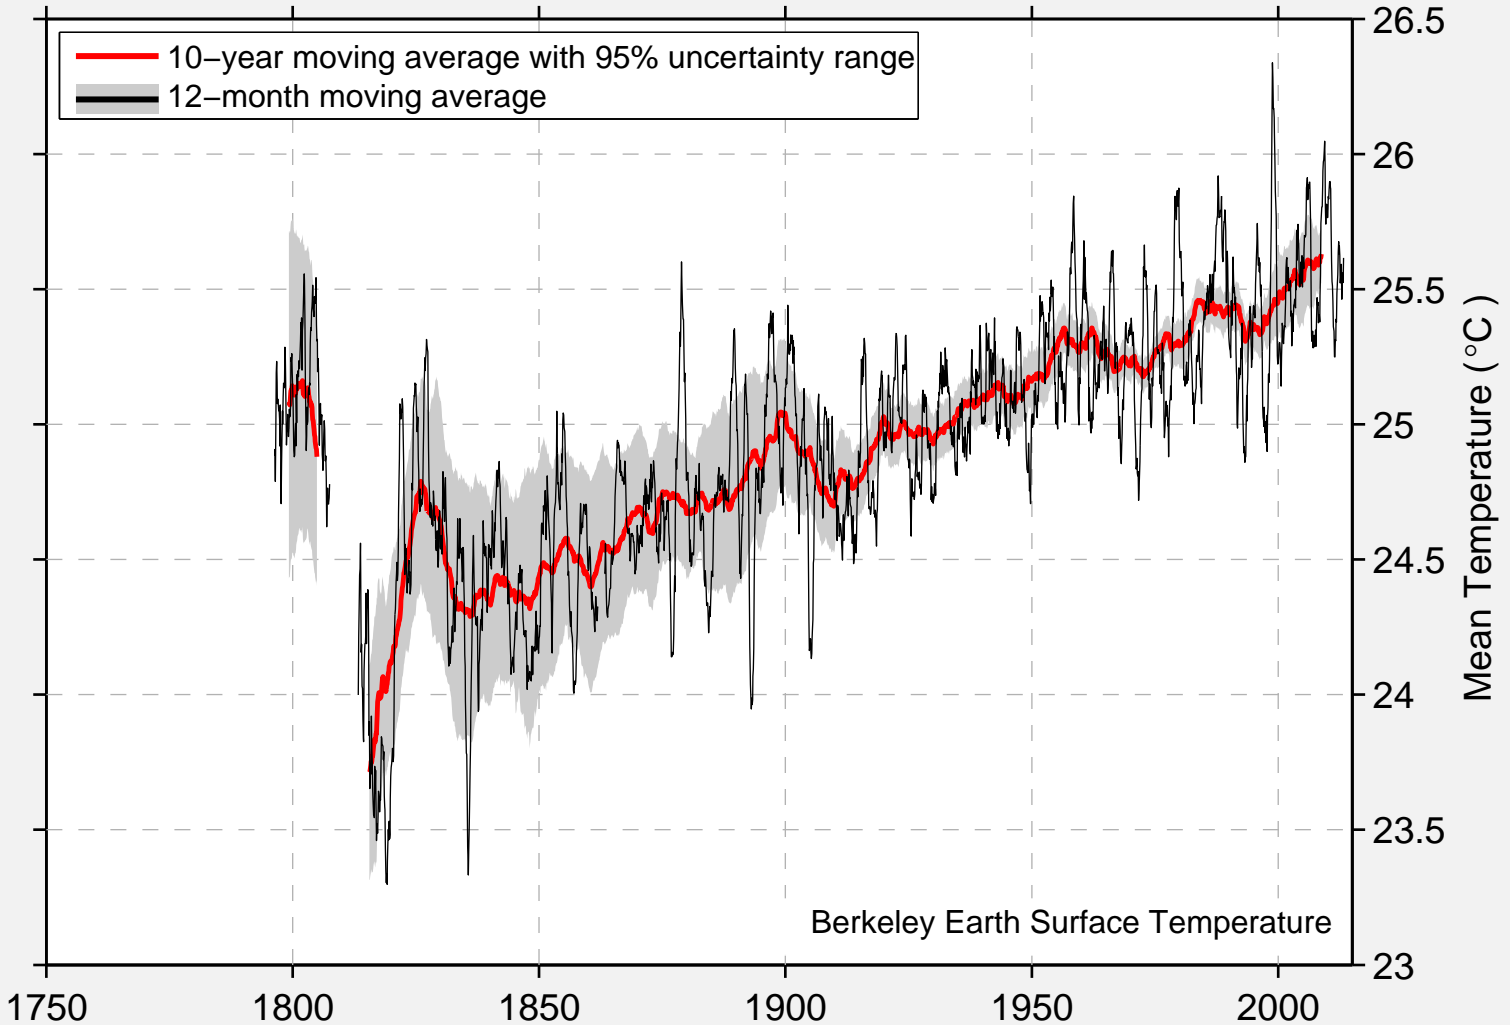 10−year moving average with 95% uncertainty range
12−month moving average
26.5
26
25.5
25
24.5
24
23.5
23
Mean Temperature (°C )
Berkeley Earth Surface Temperature
1750 1800 1850 1900 1950 2000